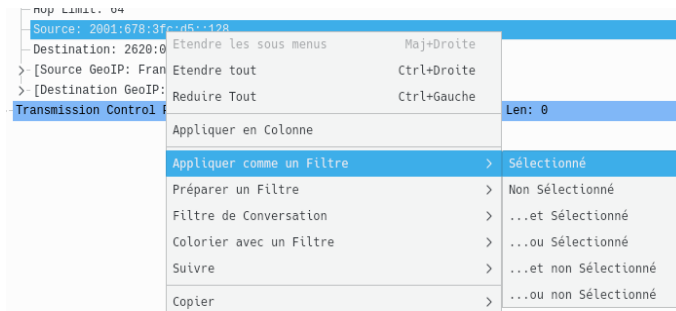 Hop Limit: 64
Source: 2001:678:3fc:d5::128
Destination: 2620:0
[Source GeoIP: Fran
[Destination GeoIP:
Transmission Control P
Len: 0
Etendre les sous menus Maj+Droite
Etendre tout Ctrl+Droite
Reduire Tout Ctrl+Gauche
Appliquer en Colonne
Appliquer comme un Filtre
Préparer un Filtre
Filtre de Conversation
Colorier avec un Filtre
Suivre
Copier
Sélectionné
Non Sélectionné
...et Sélectionné
...ou Sélectionné
...et non Sélectionné
...ou non Sélectionné